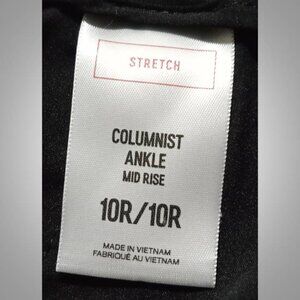 STRETCH
COLUMNIST
ANKLE
MID RISE
10R/10R
MADE IN VIETNAM
FABRIQUÉ AU VIETNAM